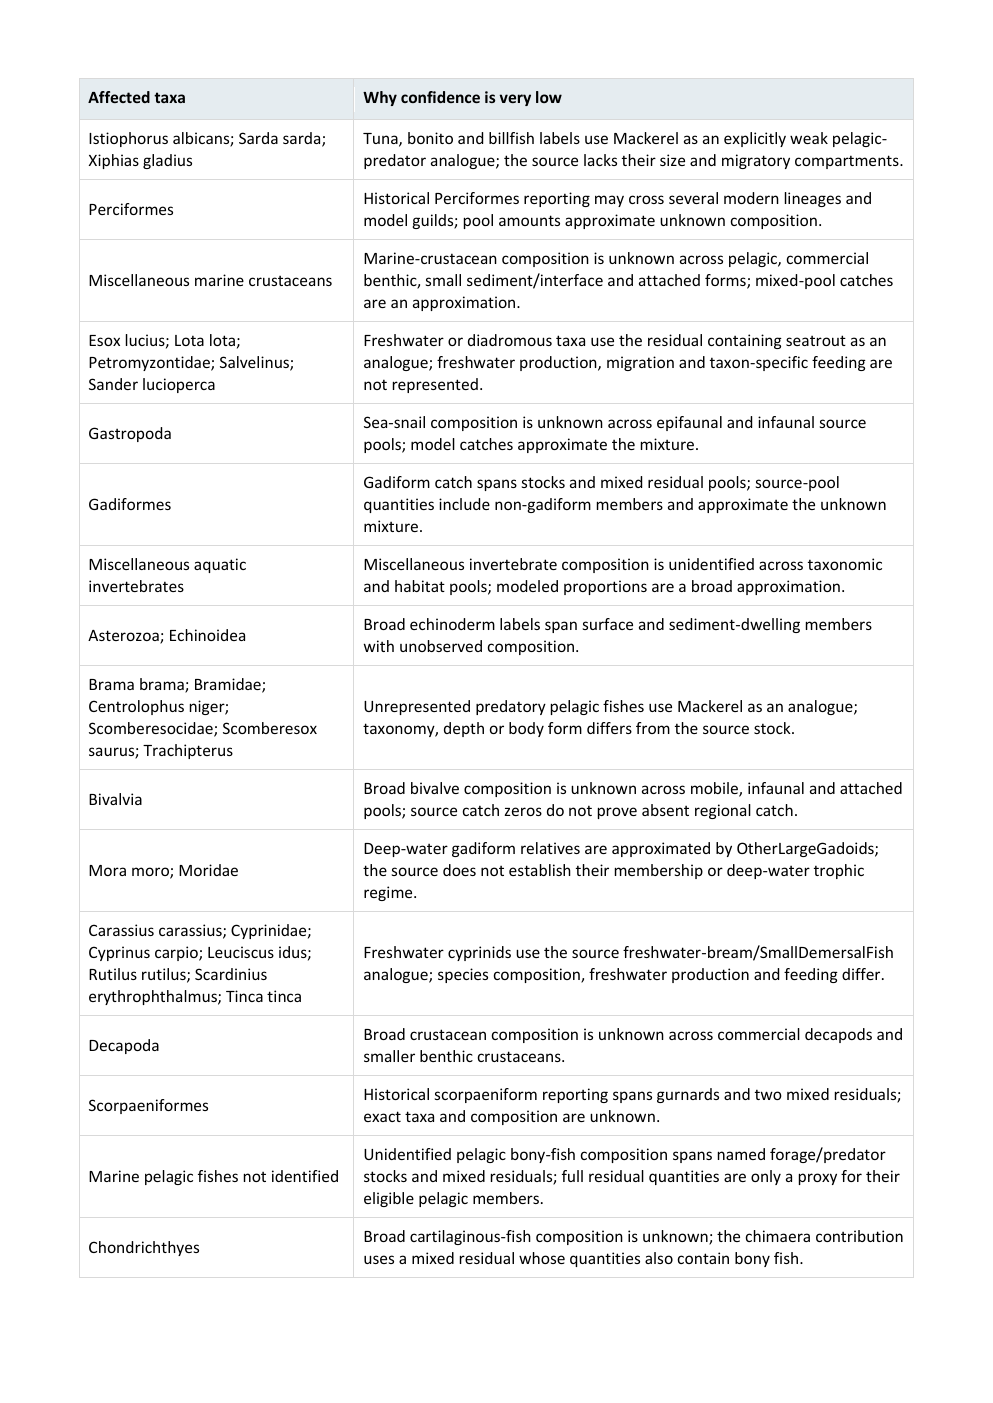 Affected taxa
Why confidence is very low
Istiophorus albicans; Sarda sarda;
Xiphias gladius
Tuna, bonito and billfish labels use Mackerel as an explicitly weak pelagic-
predator analogue; the source lacks their size and migratory compartments.
Perciformes
Historical Perciformes reporting may cross several modern lineages and
model guilds; pool amounts approximate unknown composition.
Miscellaneous marine crustaceans
Marine-crustacean composition is unknown across pelagic, commercial
benthic, small sediment/interface and attached forms; mixed-pool catches
are an approximation.
Esox lucius; Lota lota;
Petromyzontidae; Salvelinus;
Sander lucioperca
Freshwater or diadromous taxa use the residual containing seatrout as an
analogue; freshwater production, migration and taxon-specific feeding are
not represented.
Gastropoda
Sea-snail composition is unknown across epifaunal and infaunal source
pools; model catches approximate the mixture.
Gadiformes
Gadiform catch spans stocks and mixed residual pools; source-pool
quantities include non-gadiform members and approximate the unknown
mixture.
Miscellaneous aquatic
invertebrates
Miscellaneous invertebrate composition is unidentified across taxonomic
and habitat pools; modeled proportions are a broad approximation.
Asterozoa; Echinoidea
Broad echinoderm labels span surface and sediment-dwelling members
with unobserved composition.
Brama brama; Bramidae;
Centrolophus niger;
Scomberesocidae; Scomberesox
saurus; Trachipterus
Unrepresented predatory pelagic fishes use Mackerel as an analogue;
taxonomy, depth or body form differs from the source stock.
Bivalvia
Broad bivalve composition is unknown across mobile, infaunal and attached
pools; source catch zeros do not prove absent regional catch.
Mora moro; Moridae
Deep-water gadiform relatives are approximated by OtherLargeGadoids;
the source does not establish their membership or deep-water trophic
regime.
Carassius carassius; Cyprinidae;
Cyprinus carpio; Leuciscus idus;
Rutilus rutilus; Scardinius
erythrophthalmus; Tinca tinca
Freshwater cyprinids use the source freshwater-bream/SmallDemersalFish
analogue; species composition, freshwater production and feeding differ.
Decapoda
Broad crustacean composition is unknown across commercial decapods and
smaller benthic crustaceans.
Scorpaeniformes
Historical scorpaeniform reporting spans gurnards and two mixed residuals;
exact taxa and composition are unknown.
Marine pelagic fishes not identified
Unidentified pelagic bony-fish composition spans named forage/predator
stocks and mixed residuals; full residual quantities are only a proxy for their
eligible pelagic members.
Chondrichthyes
Broad cartilaginous-fish composition is unknown; the chimaera contribution
uses a mixed residual whose quantities also contain bony fish.